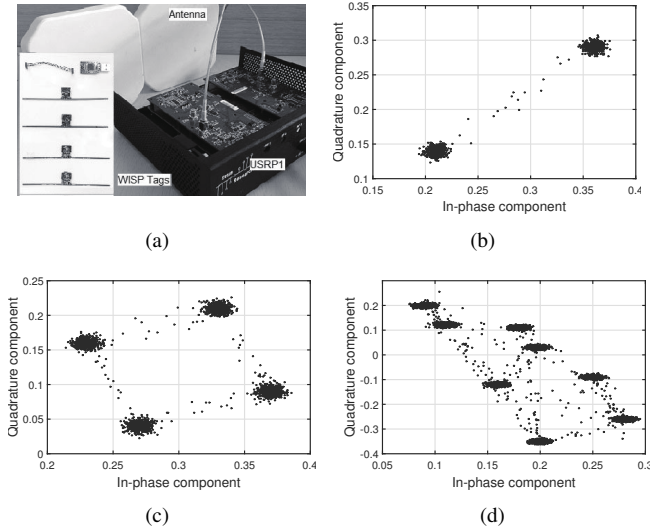 Antenna
USRP1
WISP Tags
(a)
Quadrature component
0.35
0.3
0.25
0.2
0.15
0.1
0.15
0.2
0.25
0.3
0.35
0.4
In-phase component
(b)
Quadrature component
0.25
0.2
0.15
0.1
0.05
0
0.2
0.25
0.3
0.35
0.4
In-phase component
(c)
Quadrature component
0.2
0.1
0
-0.1
-0.2
-0.3
-0.4
0.05
0.1
0.15
0.2
0.25
0.3
In-phase component
(d)